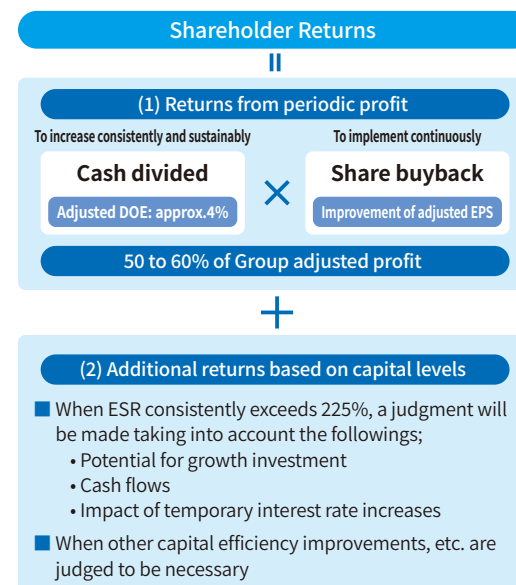 Shareholder Returns
=
(1) Returns from periodic profit
To increase consistently and sustainably
To implement continuously
Cash divided
×
Share buyback
Adjusted DOE: approx.4%
Improvement of adjusted EPS
50 to 60% of Group adjusted profit
+
(2) Additional returns based on capital levels
■ When ESR consistently exceeds 225%, a judgment will
be made taking into account the followings;
• Potential for growth investment
• Cash flows
• Impact of temporary interest rate increases
■ When other capital efficiency improvements, etc. are
judged to be necessary